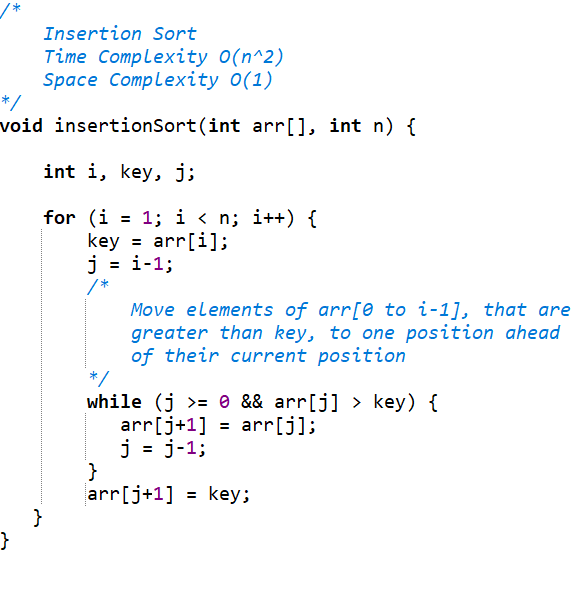 /*
    Insertion Sort
    Time Complexity O(n^2)
    Space Complexity O(1)
*/
void insertionSort(int arr[], int n) {
    int i, key, j;
    for (i = 1; i < n; i++) {
        key = arr[i];
        j = i-1;
        /*
            Move elements of arr[0 to i-1], that are
            greater than key, to one position ahead
            of their current position
        */
        while (j >= 0 && arr[j] > key) {
           arr[j+1] = arr[j];
           j = j-1;
        }
        arr[j+1] = key;
   }
}